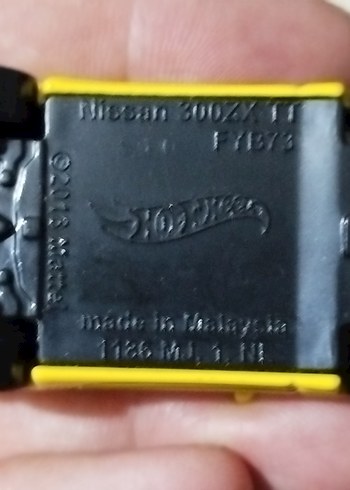 Nissan 300ZX TT
FYB73
©2018 Mattel
HOT WHEELS
made in Malaysia
1186 MJ, 1, NL